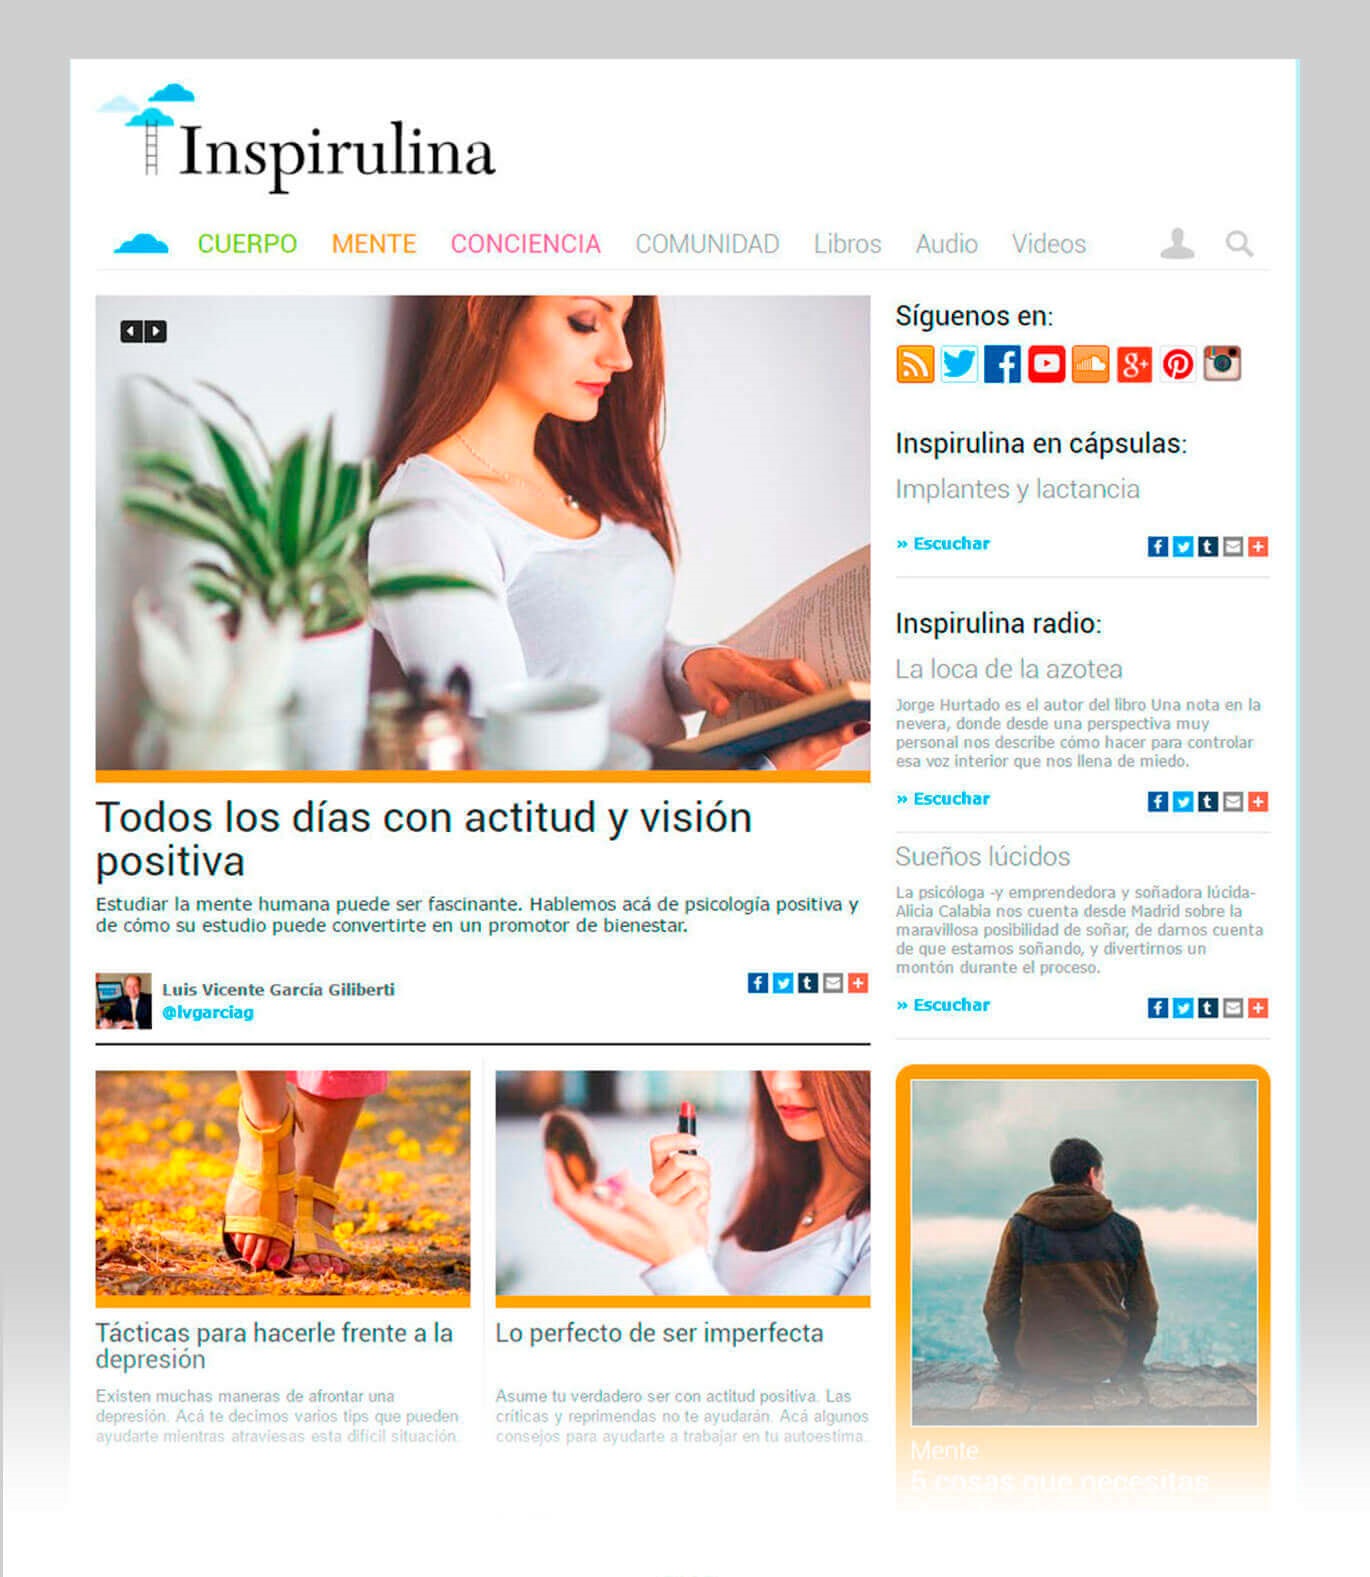 Inspirulina
CUERPO MENTE CONCIENCIA COMUNIDAD Libros Audio Videos
Todos los días con actitud y visión
positiva
Estudiar la mente humana puede ser fascinante. Hablemos acá de psicología positiva y
de cómo su estudio puede convertirte en un promotor de bienestar.
Luis Vicente García Giliberti
@lvgarciag
Tácticas para hacerle frente a la
depresión
Existen muchas maneras de afrontar una
depresión. Acá te decimos varios tips que pueden
ayudarte mientras atraviesas esta difícil situación.
Lo perfecto de ser imperfecta
Asume tu verdadero ser con actitud positiva. Las
críticas y reprimendas no te ayudarán. Acá algunos
consejos para ayudarte a trabajar en tu autoestima.
Síguenos en:
Inspirulina en cápsulas:
Implantes y lactancia
» Escuchar
Inspirulina radio:
La loca de la azotea
Jorge Hurtado es el autor del libro Una nota en la
nevera, donde desde una perspectiva muy
personal nos describe cómo hacer para controlar
esa voz interior que nos llena de miedo.
» Escuchar
Sueños lúcidos
La psicóloga -y emprendedora y soñadora lúcida-
Alicia Calabia nos cuenta desde Madrid sobre la
maravillosa posibilidad de soñar, de darnos cuenta
de que estamos soñando, y divertirnos un
montón durante el proceso.
» Escuchar
Mente
5 cosas que necesitas